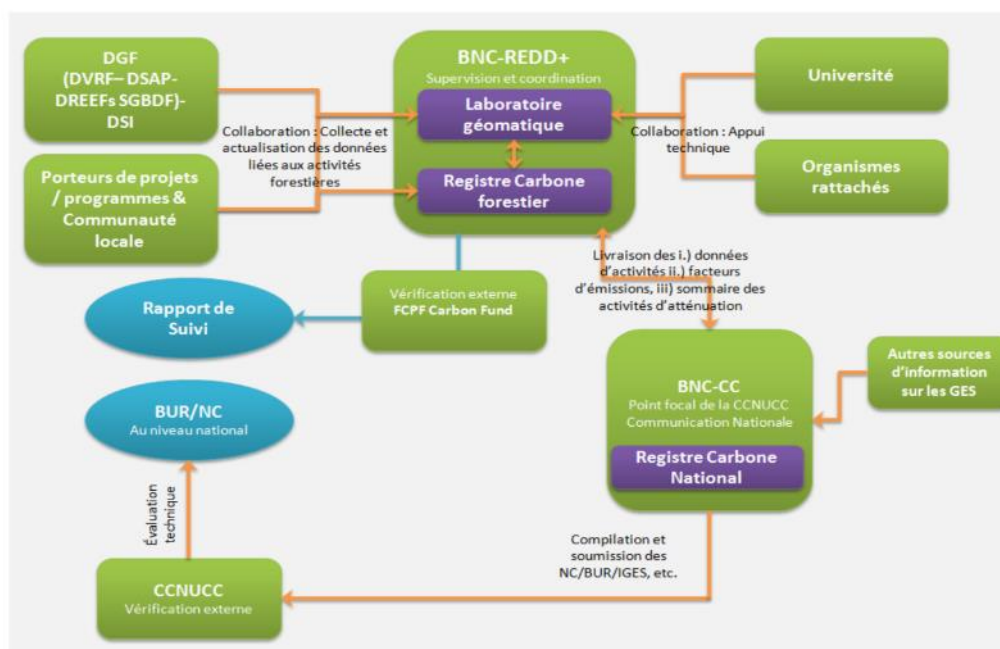 DGF
(DVRF– DSAP-
DREEFs SGBDF)-
DSI
BNC-REDD+
Supervision et coordination
Laboratoire
géomatique
Registre Carbone
forestier
Université
Organismes
rattachés
Collaboration : Collecte et
actualisation des données
liées aux activités
forestières
Collaboration : Appui
technique
Porteurs de projets
/ programmes &
Communauté
locale
Livraison des i.) données
d’activités ii.) facteurs
d’émissions, iii) sommaire des
activités d’atténuation
Vérification externe
FCPF Carbon Fund
Rapport de
Suivi
BNC-CC
Point focal de la CCNUCC
Communication Nationale
Registre Carbone
National
Autres sources
d’information
sur les GES
BUR/NC
Au niveau national
Évaluation
technique
Compilation et
soumission des
NC/BUR/IGES, etc.
CCNUCC
Vérification externe